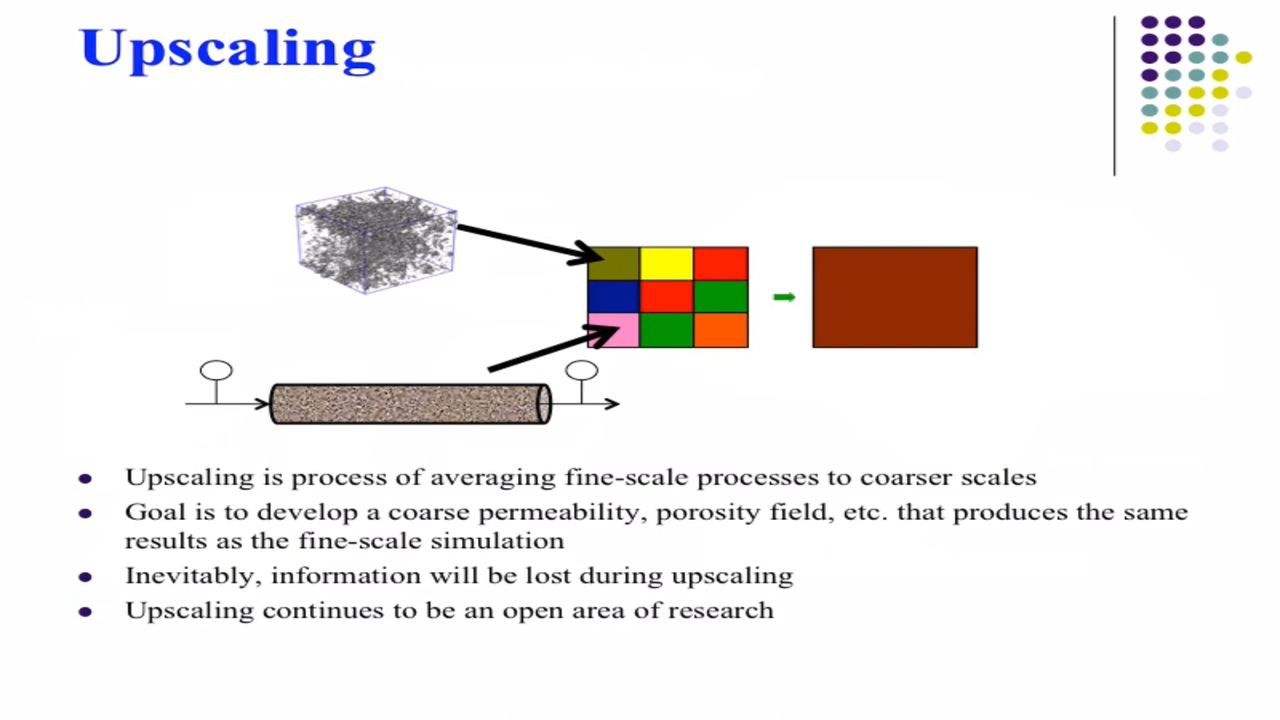 Upscaling
Upscaling is process of averaging fine-scale processes to coarser scales
Goal is to develop a coarse permeability, porosity field, etc. that produces the same
results as the fine-scale simulation
Inevitably, information will be lost during upscaling
Upscaling continues to be an open area of research